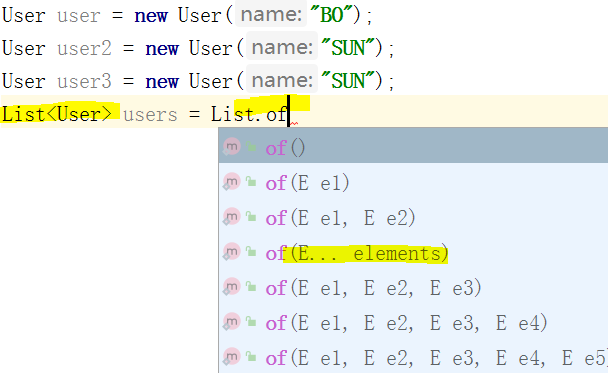 User user = new User( name: "BO");
User user2 = new User( name: "SUN");
User user3 = new User( name: "SUN");
List<User> users = List.of
m of()
m of(E e1)
m of(E e1, E e2)
m of(E... elements)
m of(E e1, E e2, E e3)
m of(E e1, E e2, E e3, E e4)
m of(E e1, E e2, E e3, E e4, E e5)